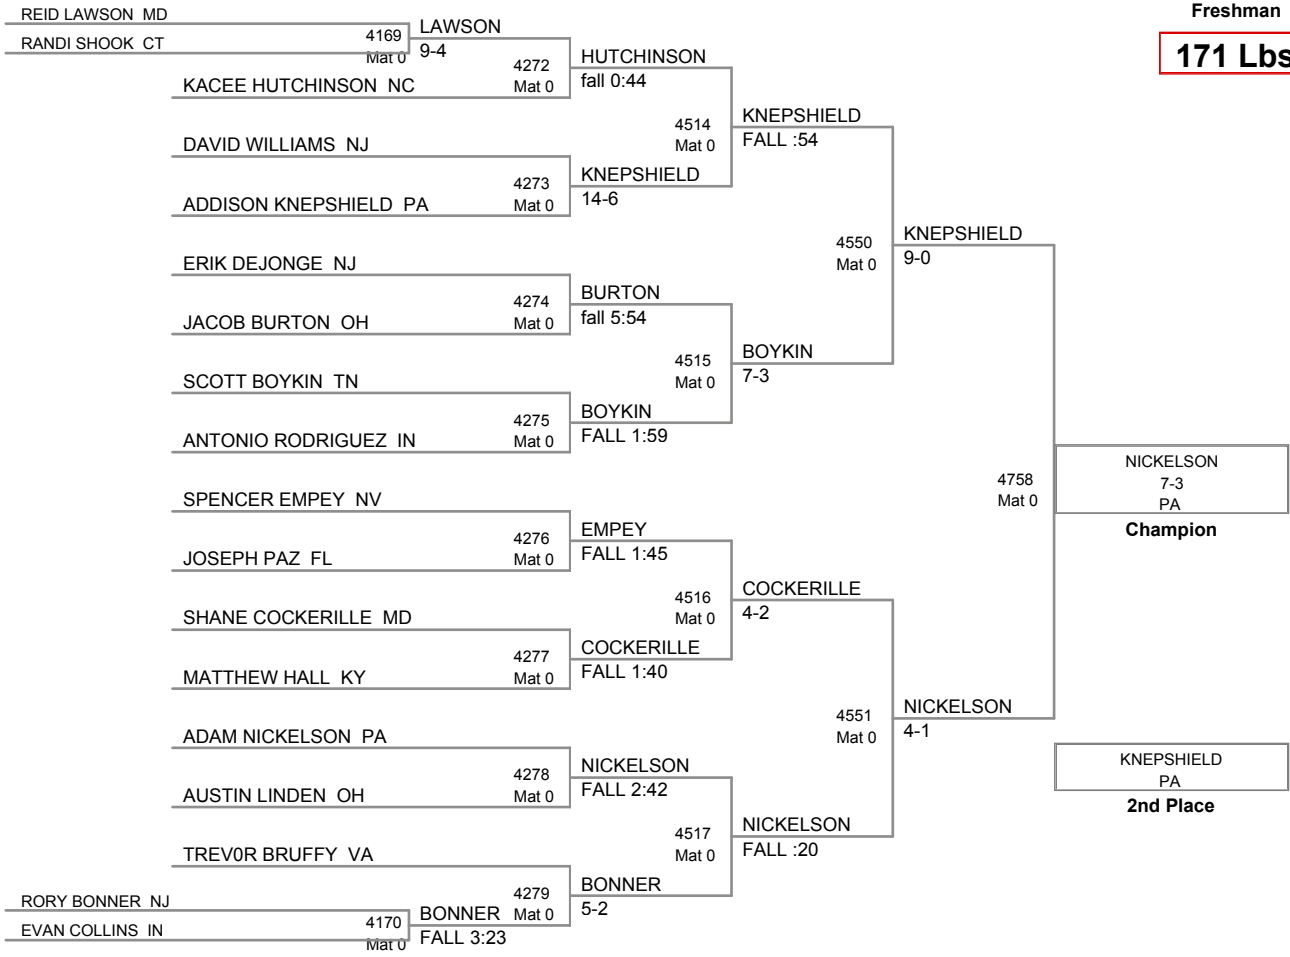 Freshman
171 Lbs
REID LAWSON MD
RANDI SHOOK CT
4169
Mat 0
LAWSON
9-4
KACEE HUTCHINSON NC
4272
Mat 0
HUTCHINSON
fall 0:44
DAVID WILLIAMS NJ
ADDISON KNEPSHIELD PA
4273
Mat 0
KNEPSHIELD
14-6
4514
Mat 0
KNEPSHIELD
FALL :54
ERIK DEJONGE NJ
JACOB BURTON OH
4274
Mat 0
BURTON
fall 5:54
SCOTT BOYKIN TN
ANTONIO RODRIGUEZ IN
4275
Mat 0
BOYKIN
FALL 1:59
4515
Mat 0
BOYKIN
7-3
4550
Mat 0
KNEPSHIELD
9-0
SPENCER EMPEY NV
JOSEPH PAZ FL
4276
Mat 0
EMPEY
FALL 1:45
SHANE COCKERILLE MD
MATTHEW HALL KY
4277
Mat 0
COCKERILLE
FALL 1:40
4516
Mat 0
COCKERILLE
4-2
ADAM NICKELSON PA
AUSTIN LINDEN OH
4278
Mat 0
NICKELSON
FALL 2:42
TREV0R BRUFFY VA
RORY BONNER NJ
EVAN COLLINS IN
4170
Mat 0
BONNER
FALL 3:23
4279
Mat 0
BONNER
5-2
4517
Mat 0
NICKELSON
FALL :20
4551
Mat 0
NICKELSON
4-1
4758
Mat 0
NICKELSON
7-3
PA
Champion
KNEPSHIELD
PA
2nd Place